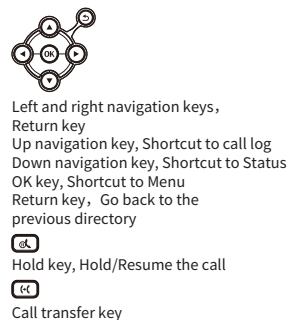 OK
Left and right navigation keys，
Return key
Up navigation key, Shortcut to call log
Down navigation key, Shortcut to Status
OK key, Shortcut to Menu
Return key，Go back to the
previous directory
Hold key, Hold/Resume the call
Call transfer key